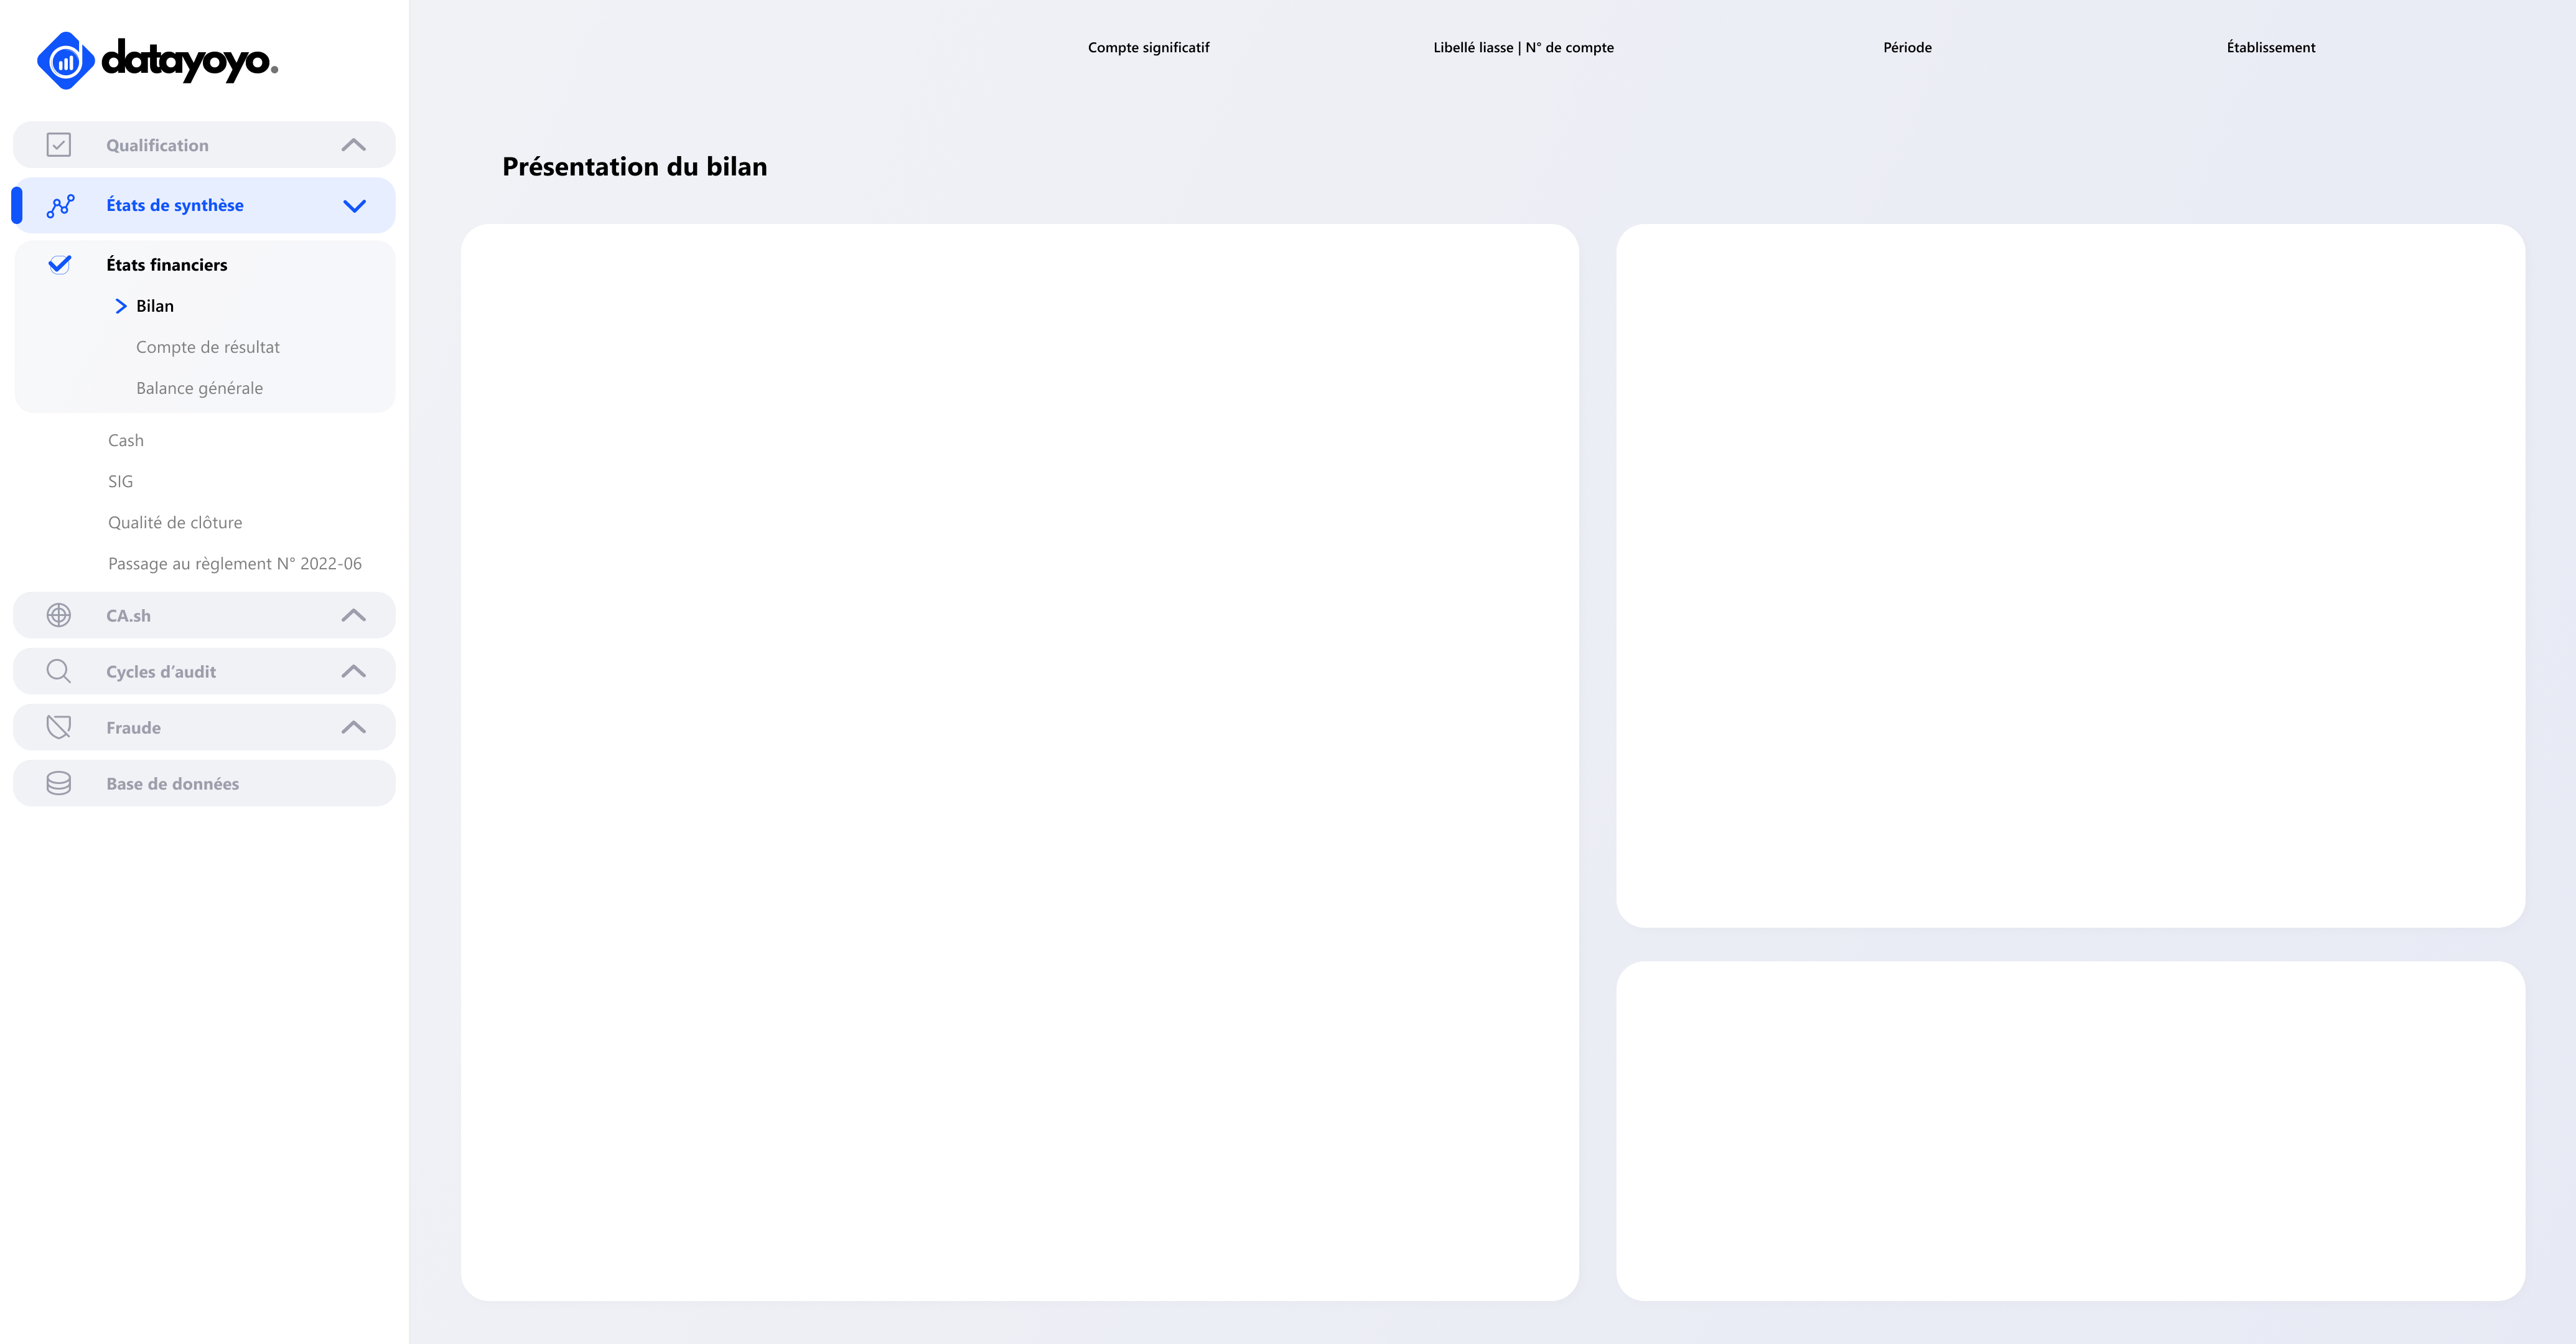 datayoyo.
Qualification
États de synthèse
États financiers
Bilan
Compte de résultat
Balance générale
Cash
SIG
Qualité de clôture
Passage au règlement N° 2022-06
CA.sh
Cycles d’audit
Fraude
Base de données
Compte significatif
Libellé liasse | N° de compte
Période
Établissement
Présentation du bilan